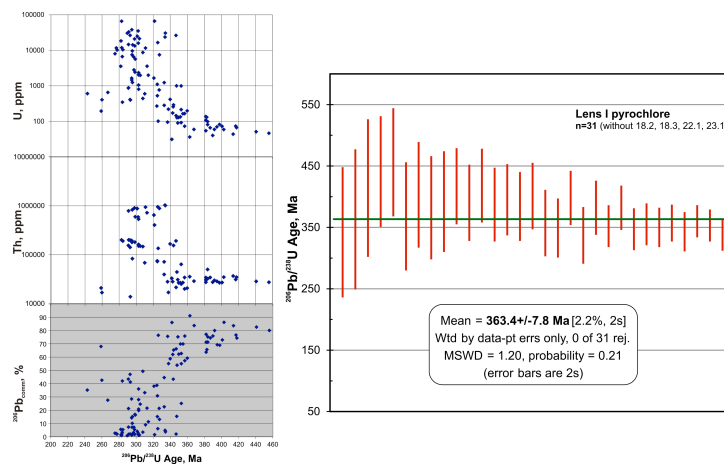 100000
10000
1000
100
U, ppm
10000000
1000000
100000
10000
Th, ppm
90
80
70
60
50
40
30
20
10
0
²⁰⁶Pbcomm, %
200 220 240 260 280 300 320 340 360 380 400 420 440 460
²⁰⁶Pb/²³⁸U Age, Ma
550
450
350
250
150
50
²⁰⁶Pb/²³⁸U Age, Ma
Lens I pyrochlore
n=31 (without 18.2, 18.3, 22.1, 23.1
Mean = 363.4+/-7.8 Ma [2.2%, 2s]
Wtd by data-pt errs only, 0 of 31 rej.
MSWD = 1.20, probability = 0.21
(error bars are 2s)